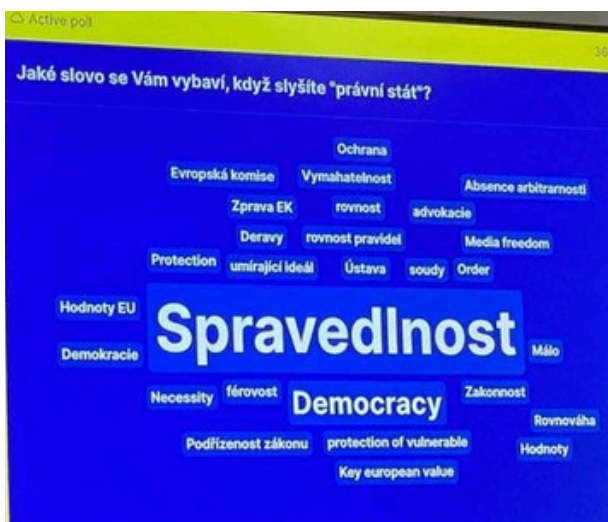 Active poll
36
Jaké slovo se Vám vybaví, když slyšíte "právní stát"?
Ochrana
Evropská komise Vymahatelnost Absence arbitrarnosti
Zprava EK rovnost advokacie
Deravy rovnost pravidel Media freedom
Protection umírající ideál Ústava soudy Order
Hodnoty EU
Spravedlnost
Demokracie Málo
Necessity férovost Democracy Zakonnost
Rovnováha
Podřízenost zákonu protection of vulnerable Hodnoty
Key european value